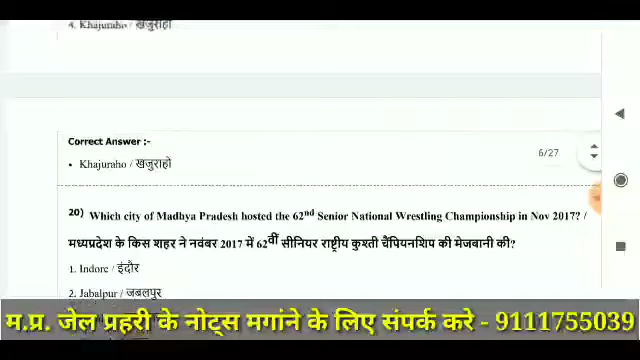 4. Khajuraho / खजुराहो
Correct Answer :-
• Khajuraho / खजुराहो
6/27
20) Which city of Madhya Pradesh hosted the 62nd Senior National Wrestling Championship in Nov 2017? /
मध्यप्रदेश के किस शहर ने नवंबर 2017 में 62वीं सीनियर राष्ट्रीय कुश्ती चैंपियनशिप की मेजबानी की?
1. Indore / इंदौर
2. Jabalpur / जबलपुर
म.प्र. जेल प्रहरी के नोट्स मगांने के लिए संपर्क करे - 9111755039